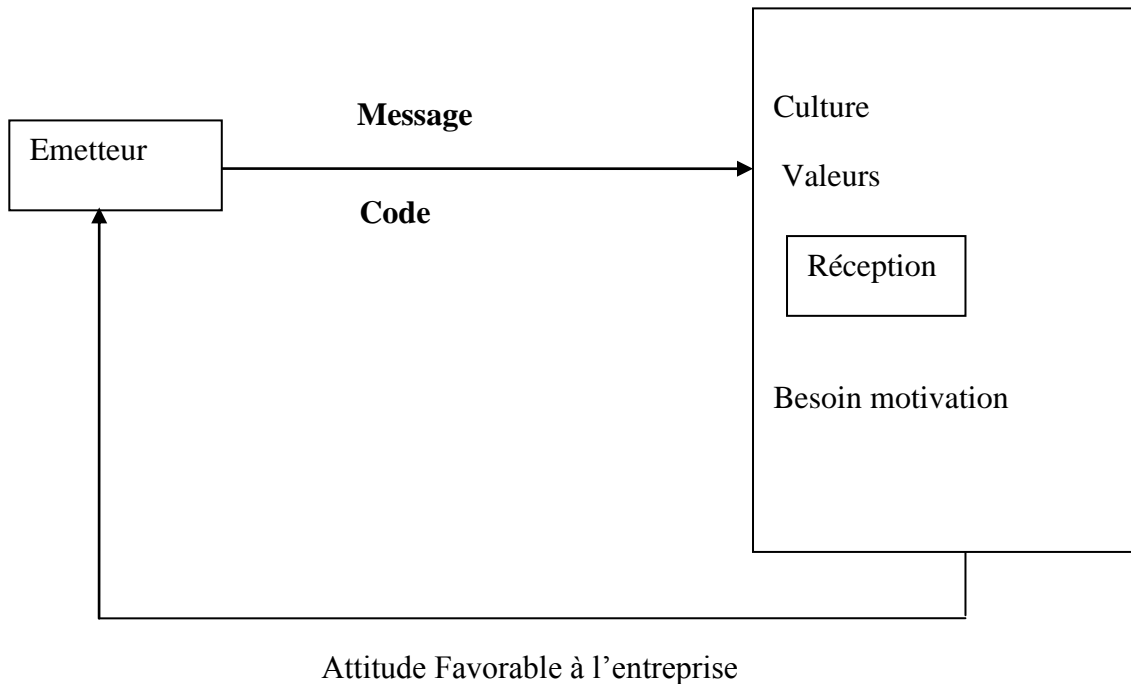 Emetteur
Message
Code
Culture
Valeurs
Réception
Besoin motivation
Attitude Favorable à l’entreprise